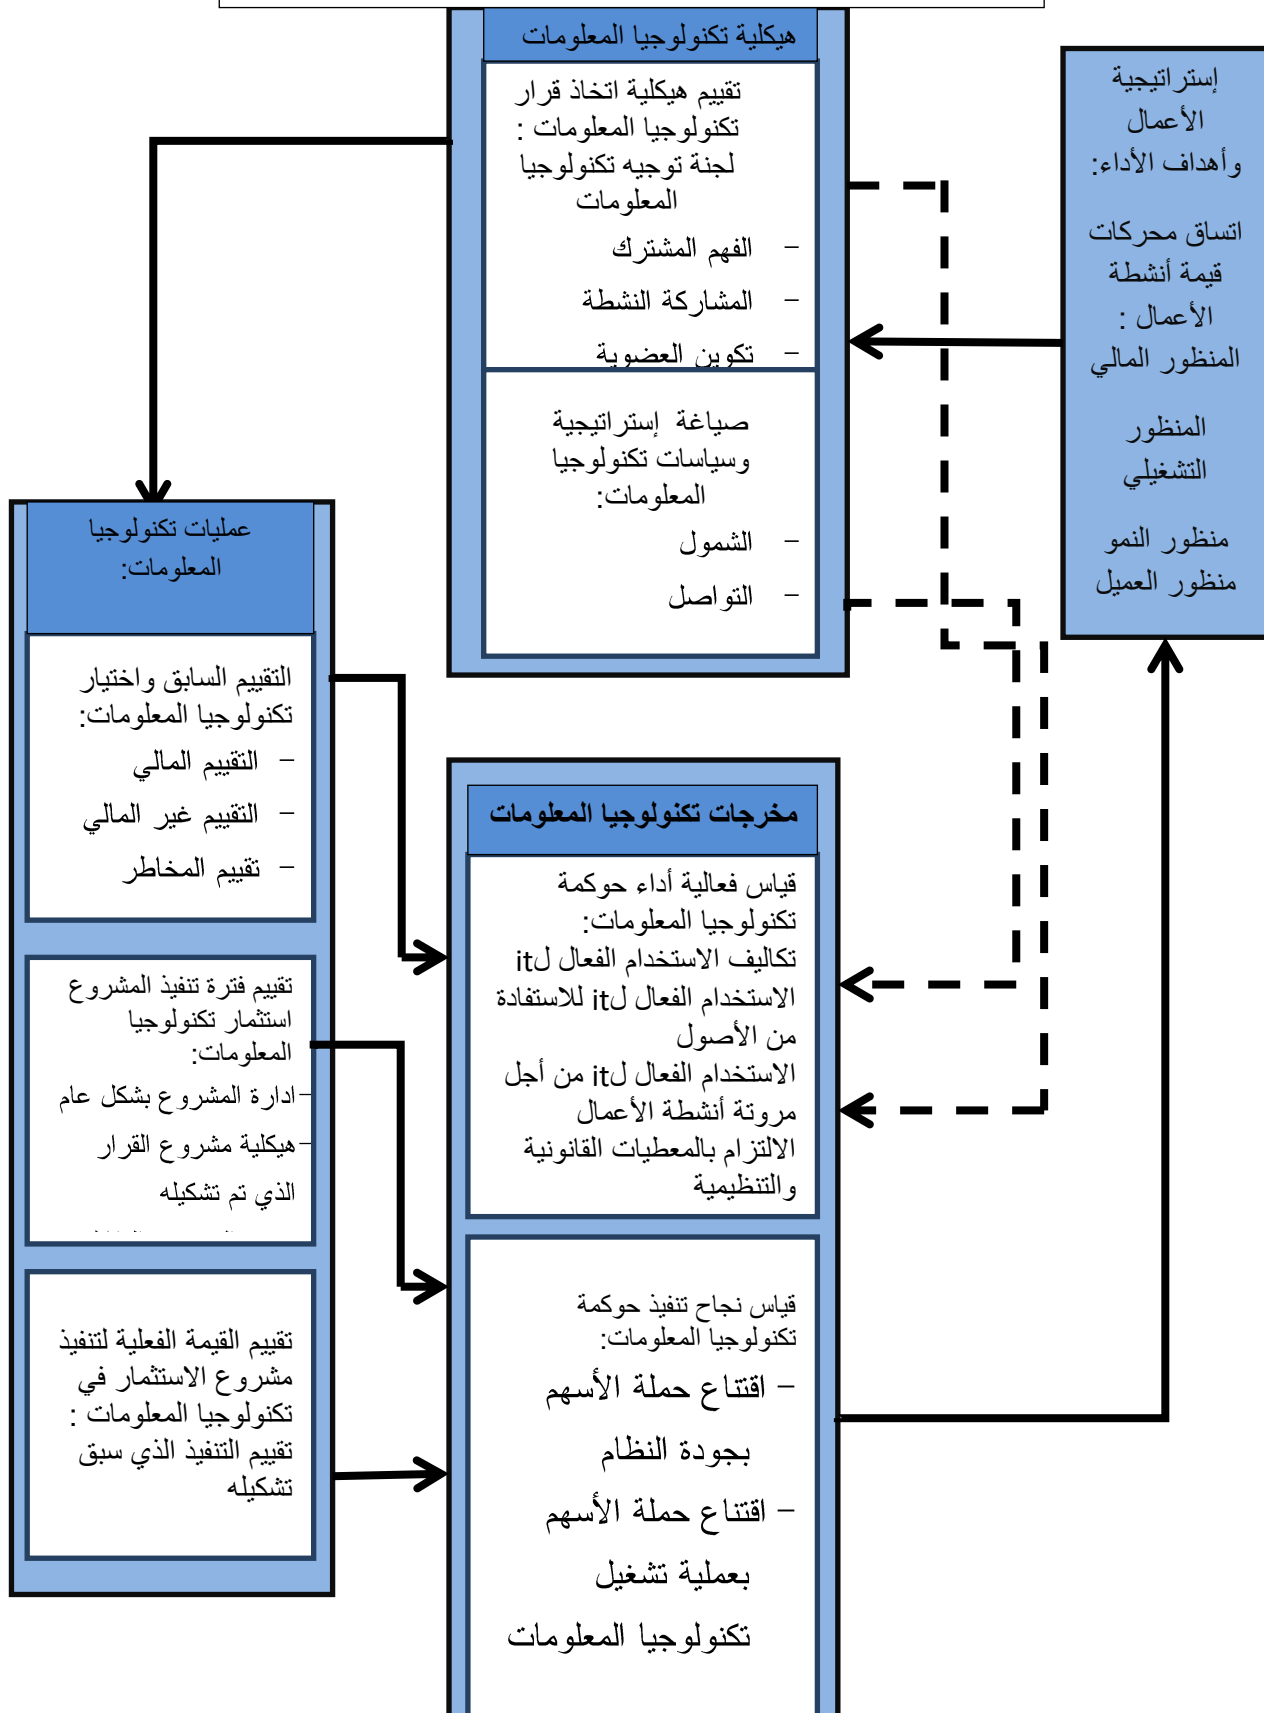 هيكلية تكنولوجيا المعلومات
تقييم هيكلية اتخاذ قرار
تكنولوجيا المعلومات :
لجنة توجيه تكنولوجيا
المعلومات
- الفهم المشترك
- المشاركة النشطة
- تكوين العضوية
صياغة إستراتيجية
وسياسات تكنولوجيا
المعلومات:
- الشمول
- التواصل
إستراتيجية
الأعمال
وأهداف الأداء:
اتساق محركات
قيمة أنشطة
الأعمال :
المنظور المالي
المنظور
التشغيلي
منظور النمو
منظور العميل
عمليات تكنولوجيا
المعلومات:
التقييم السابق واختيار
تكنولوجيا المعلومات:
- التقييم المالي
- التقييم غير المالي
- تقييم المخاطر
تقييم فترة تنفيذ المشروع
استثمار تكنولوجيا
المعلومات:
-ادارة المشروع بشكل عام
-هيكلية مشروع القرار
الذي تم تشكيله
تقييم القيمة الفعلية لتنفيذ
مشروع الاستثمار في
تكنولوجيا المعلومات :
تقييم التنفيذ الذي سبق
تشكيله
مخرجات تكنولوجيا المعلومات
قياس فعالية أداء حوكمة
تكنولوجيا المعلومات:
تكاليف الاستخدام الفعال لit
الاستخدام الفعال لit للاستفادة
من الأصول
الاستخدام الفعال لit من أجل
مروتة أنشطة الأعمال
الالتزام بالمعطيات القانونية
والتنظيمية
قياس نجاح تنفيذ حوكمة
تكنولوجيا المعلومات:
- اقتناع حملة الأسهم
بجودة النظام
- اقتناع حملة الأسهم
بعملية تشغيل
تكنولوجيا المعلومات